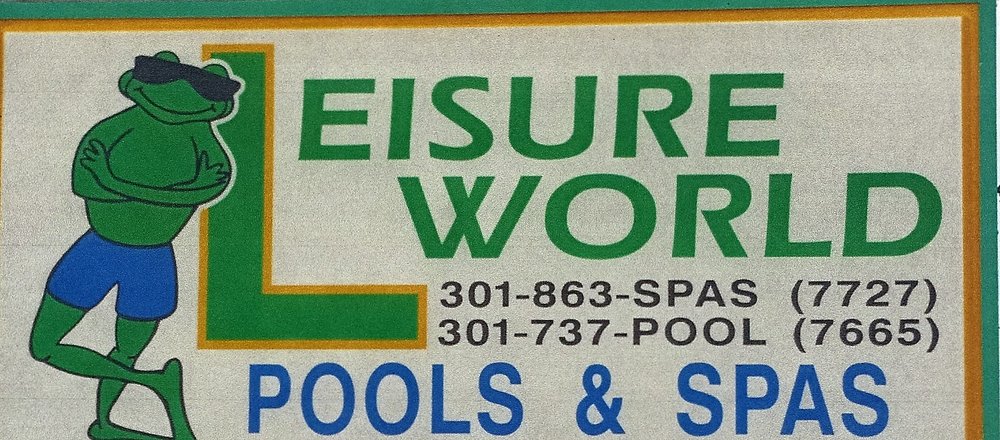 LEISURE
WORLD
301-863-SPAS (7727)
301-737-POOL (7665)
POOLS & SPAS